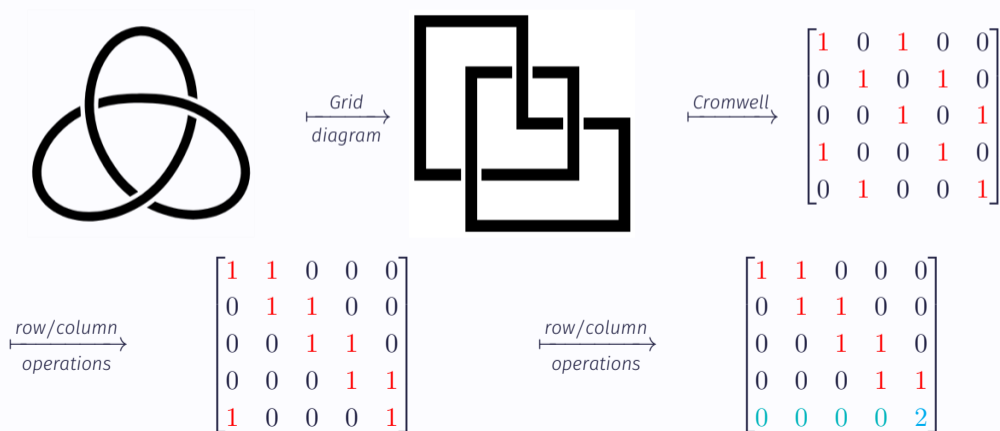 Grid
diagram
Cromwell
1 0 1 0 0
0 1 0 1 0
0 0 1 0 1
1 0 0 1 0
0 1 0 0 1
row/column
operations
1 1 0 0 0
0 1 1 0 0
0 0 1 1 0
0 0 0 1 1
1 0 0 0 1
row/column
operations
1 1 0 0 0
0 1 1 0 0
0 0 1 1 0
0 0 0 1 1
0 0 0 0 2